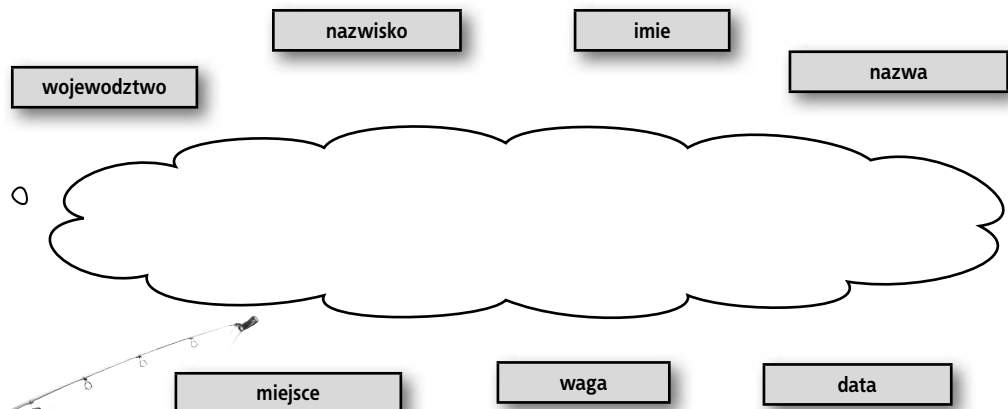 nazwisko
imie
nazwa
wojewodztwo
miejsce
waga
data